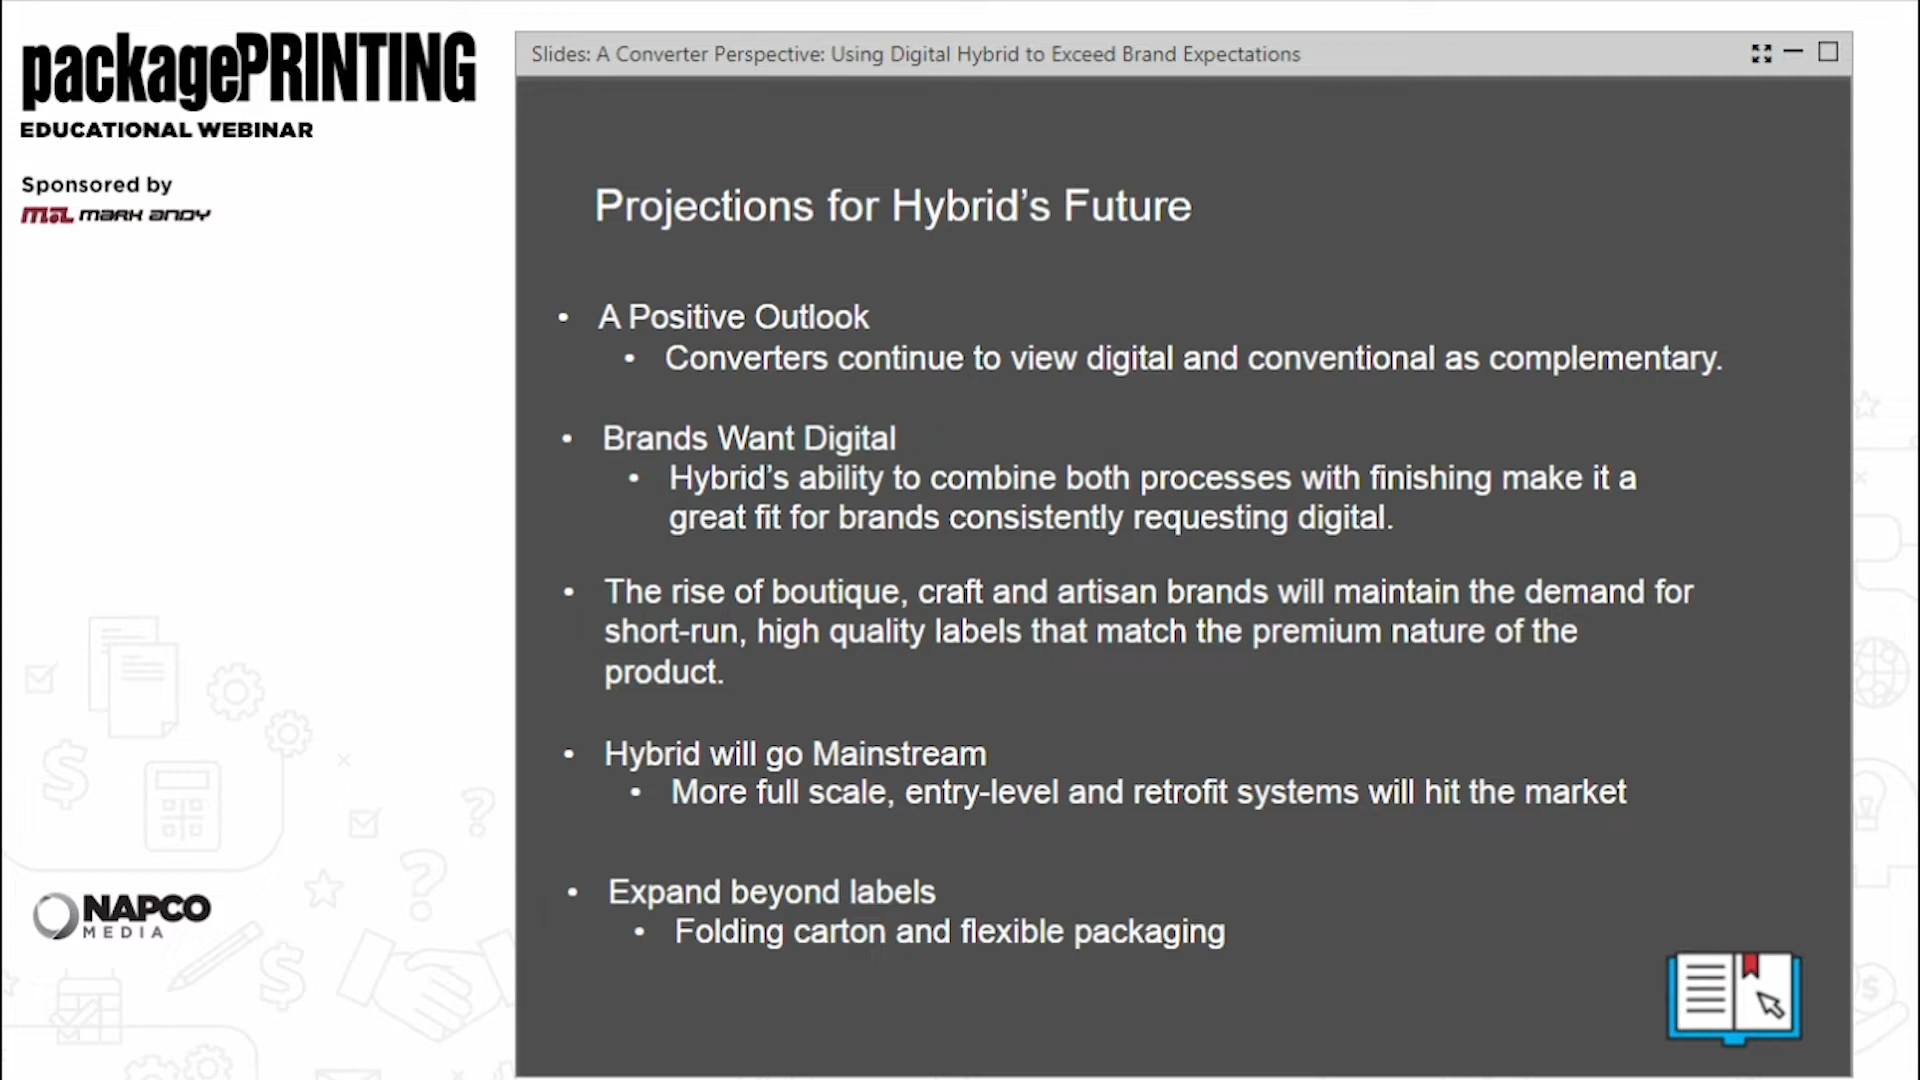 packagePRINTING
EDUCATIONAL WEBINAR
Sponsored by
MA mark andy
NAPCO
MEDIA
Slides: A Converter Perspective: Using Digital Hybrid to Exceed Brand Expectations
Projections for Hybrid's Future
• A Positive Outlook
• Converters continue to view digital and conventional as complementary.
• Brands Want Digital
• Hybrid's ability to combine both processes with finishing make it a
great fit for brands consistently requesting digital.
• The rise of boutique, craft and artisan brands will maintain the demand for
short-run, high quality labels that match the premium nature of the
product.
• Hybrid will go Mainstream
• More full scale, entry-level and retrofit systems will hit the market
• Expand beyond labels
• Folding carton and flexible packaging